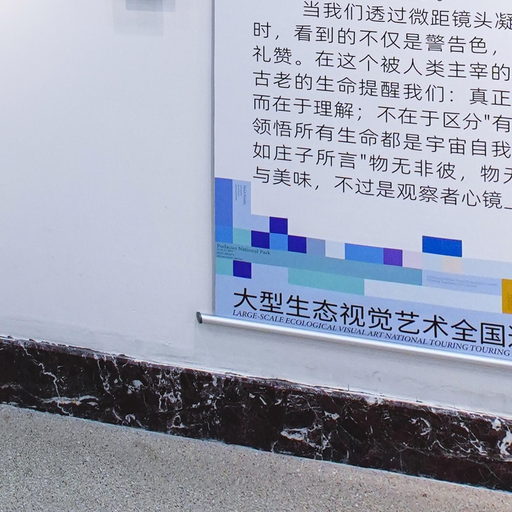 当我们透过微距镜头凝
时，看到的不仅是警告色，
礼赞。在这个被人类主宰的
古老的生命提醒我们：真正
而在于理解；不在于区分"有
领悟所有生命都是宇宙自我
如庄子所言"物无非彼，物无
与美味，不过是观察者心镜上
Pudacuo National Park
大型生态视觉艺术全国
LARGE-SCALE ECOLOGICAL VISUAL ART NATIONAL TOURING TOURING